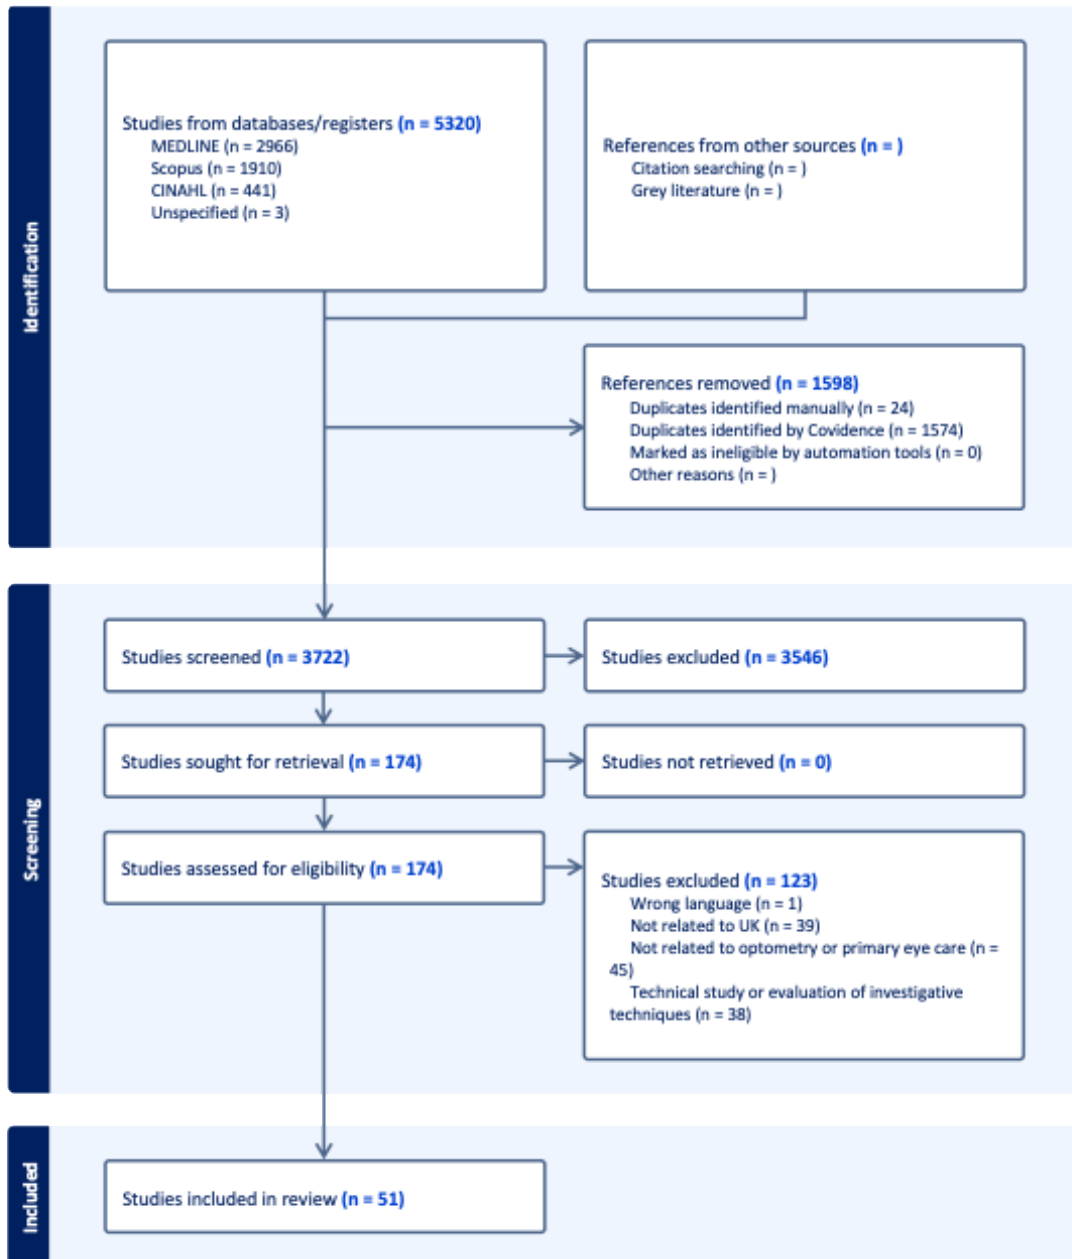 Identification
Studies from databases/registers (n = 5320)
MEDLINE (n = 2966)
Scopus (n = 1910)
CINAHL (n = 441)
Unspecified (n = 3)
References from other sources (n = )
Citation searching (n = )
Grey literature (n = )
References removed (n = 1598)
Duplicates identified manually (n = 24)
Duplicates identified by Covidence (n = 1574)
Marked as ineligible by automation tools (n = 0)
Other reasons (n = )
Screening
Studies screened (n = 3722)
Studies excluded (n = 3546)
Studies sought for retrieval (n = 174)
Studies not retrieved (n = 0)
Studies assessed for eligibility (n = 174)
Studies excluded (n = 123)
Wrong language (n = 1)
Not related to UK (n = 39)
Not related to optometry or primary eye care (n =
45)
Technical study or evaluation of investigative
techniques (n = 38)
Included
Studies included in review (n = 51)